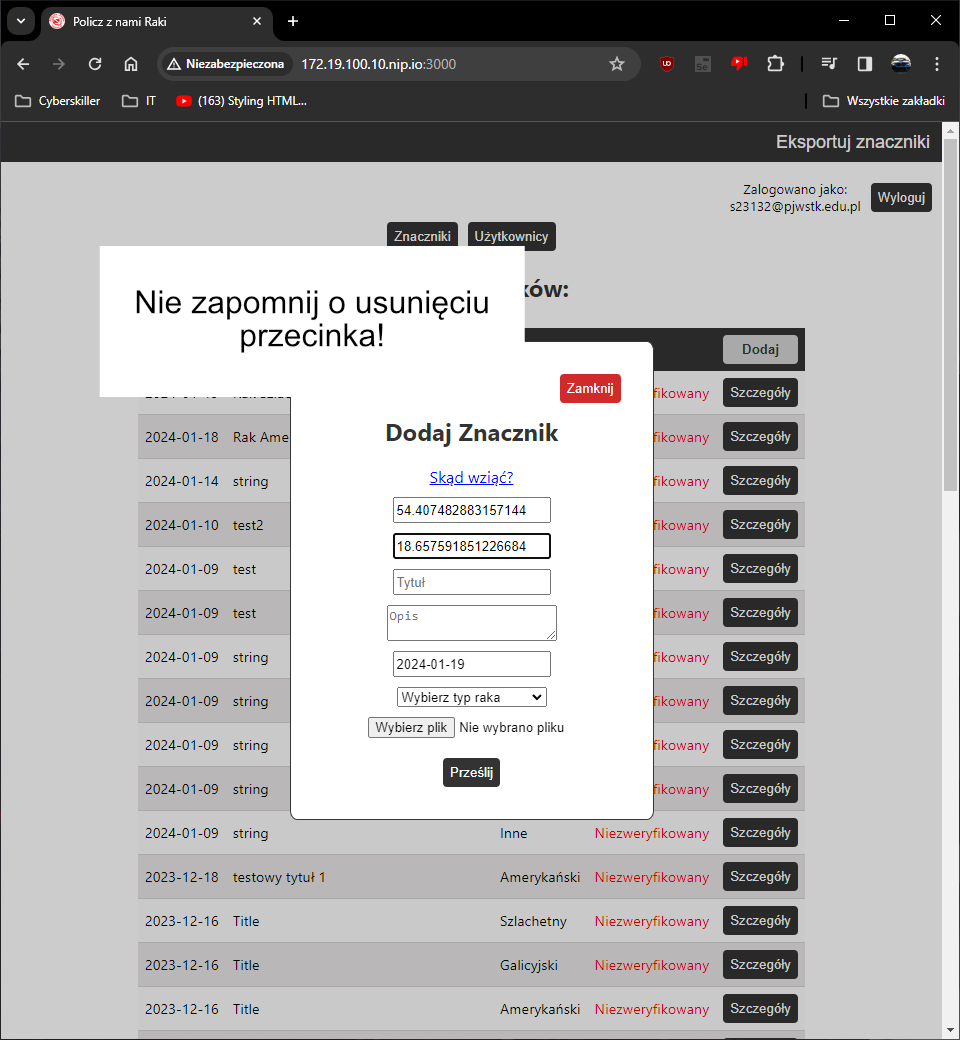 Policz z nami Raki
Niezabezpieczona 172.19.100.10.nip.io:3000
Cyberskiller IT (163) Styling HTML... Wszystkie zakładki
Eksportuj znaczniki
Zalogowano jako:
s23132@pjwstk.edu.pl
Wyloguj
Znaczniki Użytkownicy
ków:
Nie zapomnij o usunięciu
przecinka!
Dodaj
Zamknij
Dodaj Znacznik
Skąd wziąć?
54.407482883157144
18.657591851226684
Tytuł
Opis
2024-01-19
Wybierz typ raka
Wybierz plik Nie wybrano pliku
Prześlij
fikowany Szczegóły
2024-01-18 Rak Ame fikowany Szczegóły
2024-01-14 string fikowany Szczegóły
2024-01-10 test2 fikowany Szczegóły
2024-01-09 test fikowany Szczegóły
2024-01-09 test fikowany Szczegóły
2024-01-09 string fikowany Szczegóły
2024-01-09 string fikowany Szczegóły
2024-01-09 string fikowany Szczegóły
2024-01-09 string fikowany Szczegóły
2024-01-09 string Inne Niezweryfikowany Szczegóły
2023-12-18 testowy tytuł 1 Amerykański Niezweryfikowany Szczegóły
2023-12-16 Title Szlachetny Niezweryfikowany Szczegóły
2023-12-16 Title Galicyjski Niezweryfikowany Szczegóły
2023-12-16 Title Amerykański Niezweryfikowany Szczegóły